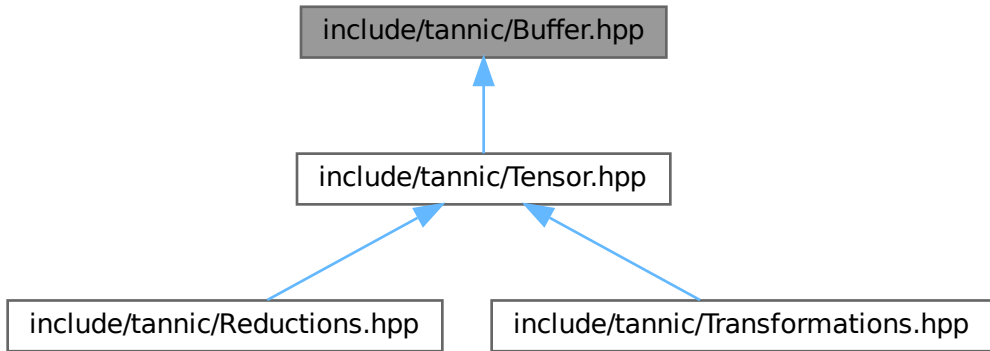 include/tannic/Buffer.hpp
include/tannic/Tensor.hpp
include/tannic/Reductions.hpp
include/tannic/Transformations.hpp